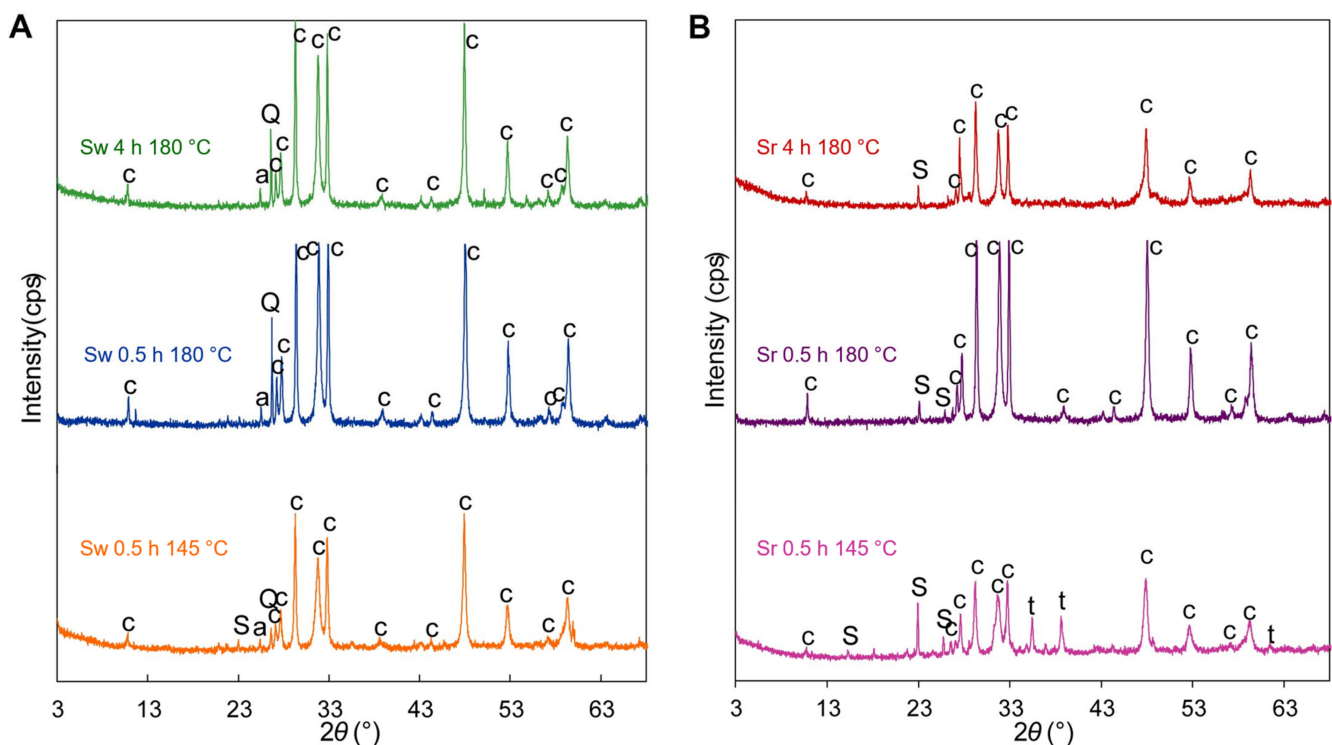 A
Intensity(cps)
Sw 4 h 180 °C
c a Q c c c c c c c c c c c c
Sw 0.5 h 180 °C
c a Q c c c c c c c c c c c c
Sw 0.5 h 145 °C
c S a Q c c c c c c c c c c c
3 13 23 33 43 53 63
2θ (°)
B
Intensity (cps)
Sr 4 h 180 °C
c S c c c c c c c c
Sr 0.5 h 180 °C
c S S c c c c c c c c c c c
Sr 0.5 h 145 °C
c S S S c c c c c t t c c c c t
3 13 23 33 43 53 63
2θ (°)